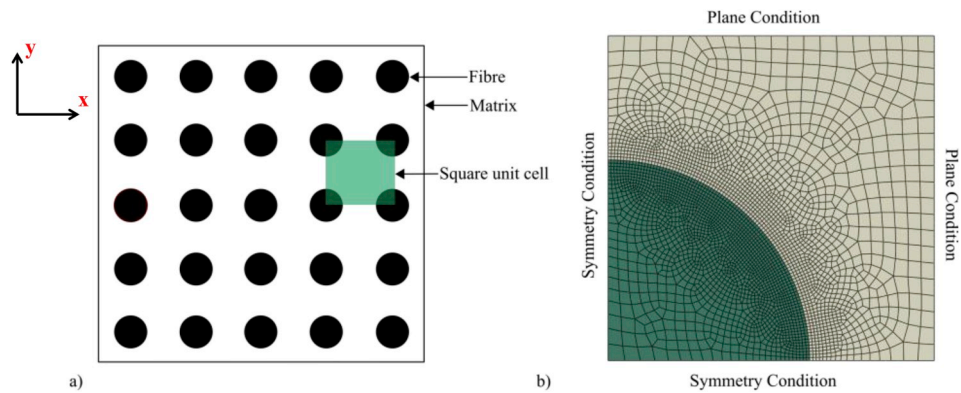 y
x
Fibre
Matrix
Square unit cell
a)
Plane Condition
Symmetry Condition
Plane Condition
Symmetry Condition
b)